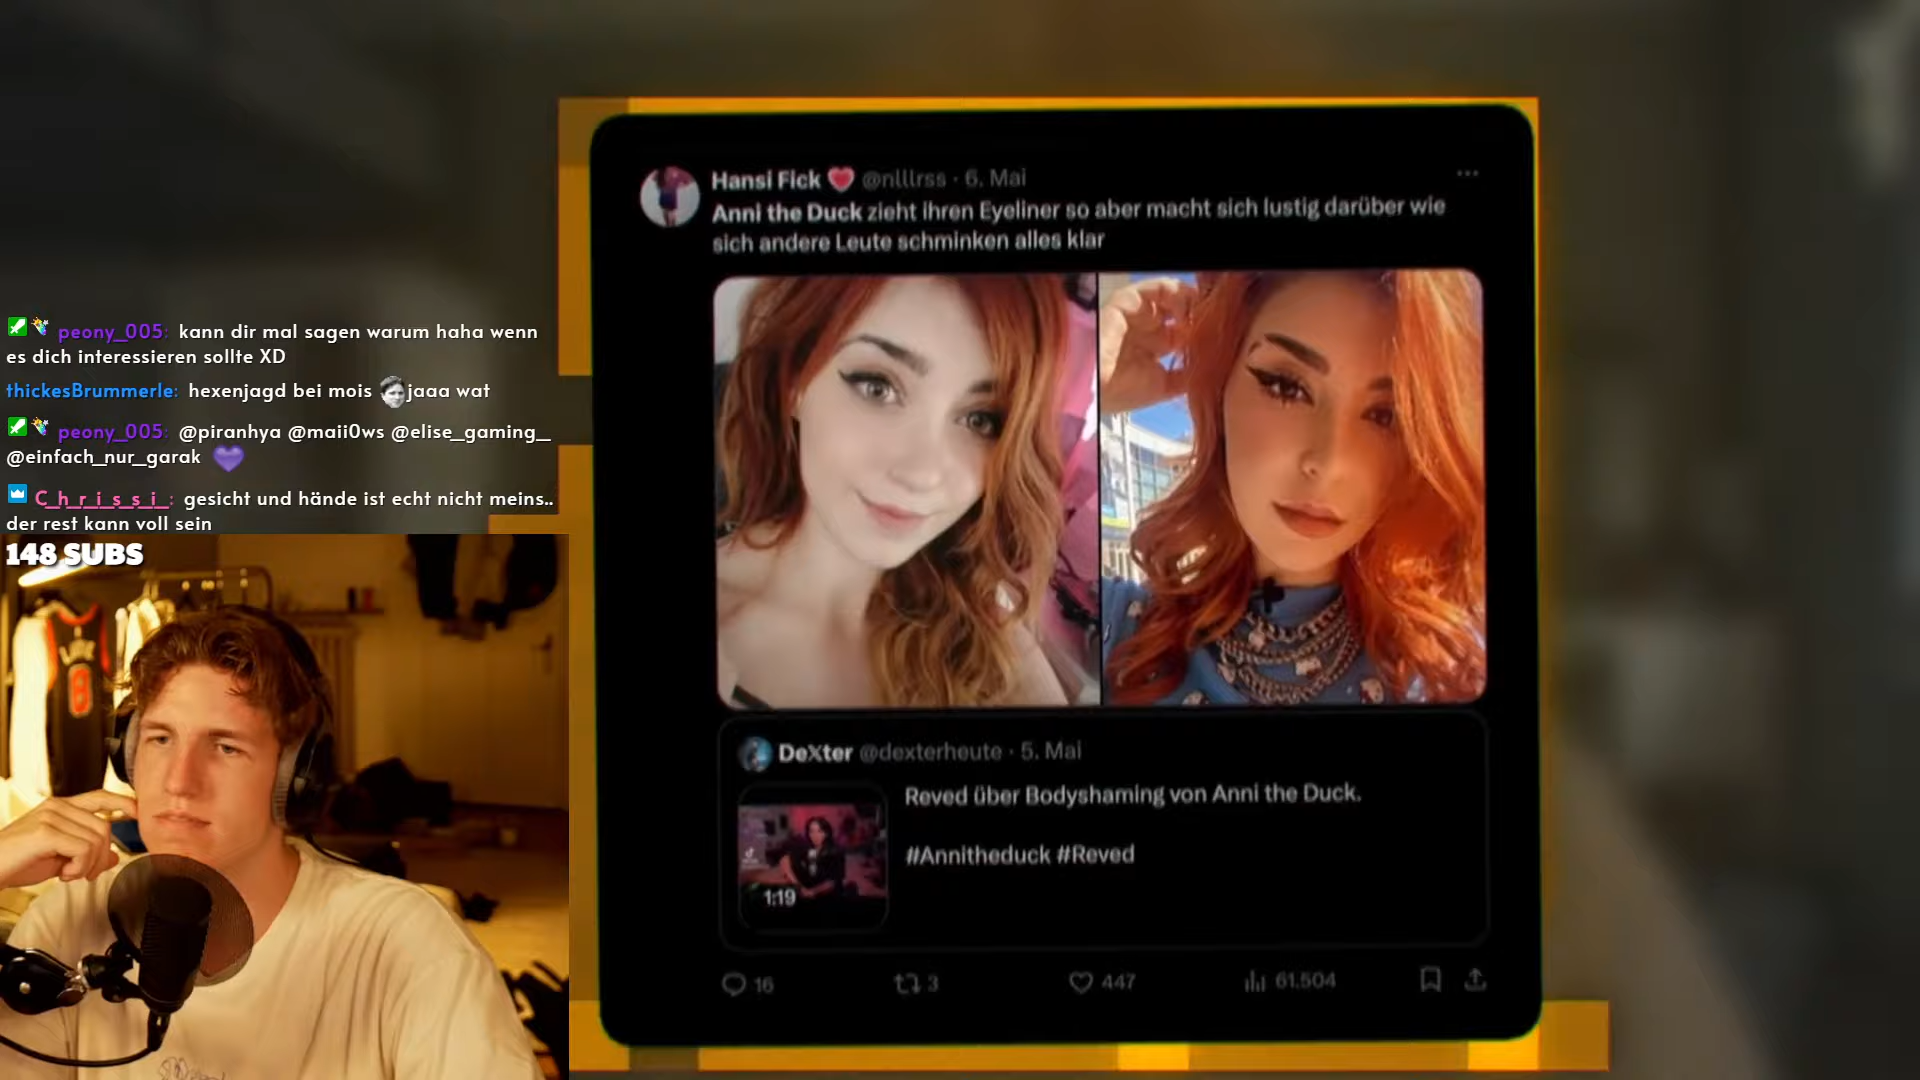 peony_005: kann dir mal sagen warum haha wenn
es dich interessieren sollte XD
thickesBrummerle: hexenjagd bei mois jaaa wat
peony_005: @piranhya @maii0ws @elise_gaming_
@einfach_nur_garak
C_h_r_i_s_s_i_: gesicht und hände ist echt nicht meins..
der rest kann voll sein
148 SUBS
8
Hansi Fick @nlllrss · 6. Mai
Anni the Duck zieht ihren Eyeliner so aber macht sich lustig darüber wie
sich andere Leute schminken alles klar
DeXter @dexterheute · 5. Mai
Reved über Bodyshaming von Anni the Duck.
#Annitheduck #Reved
1:19
16 3 447 61.504